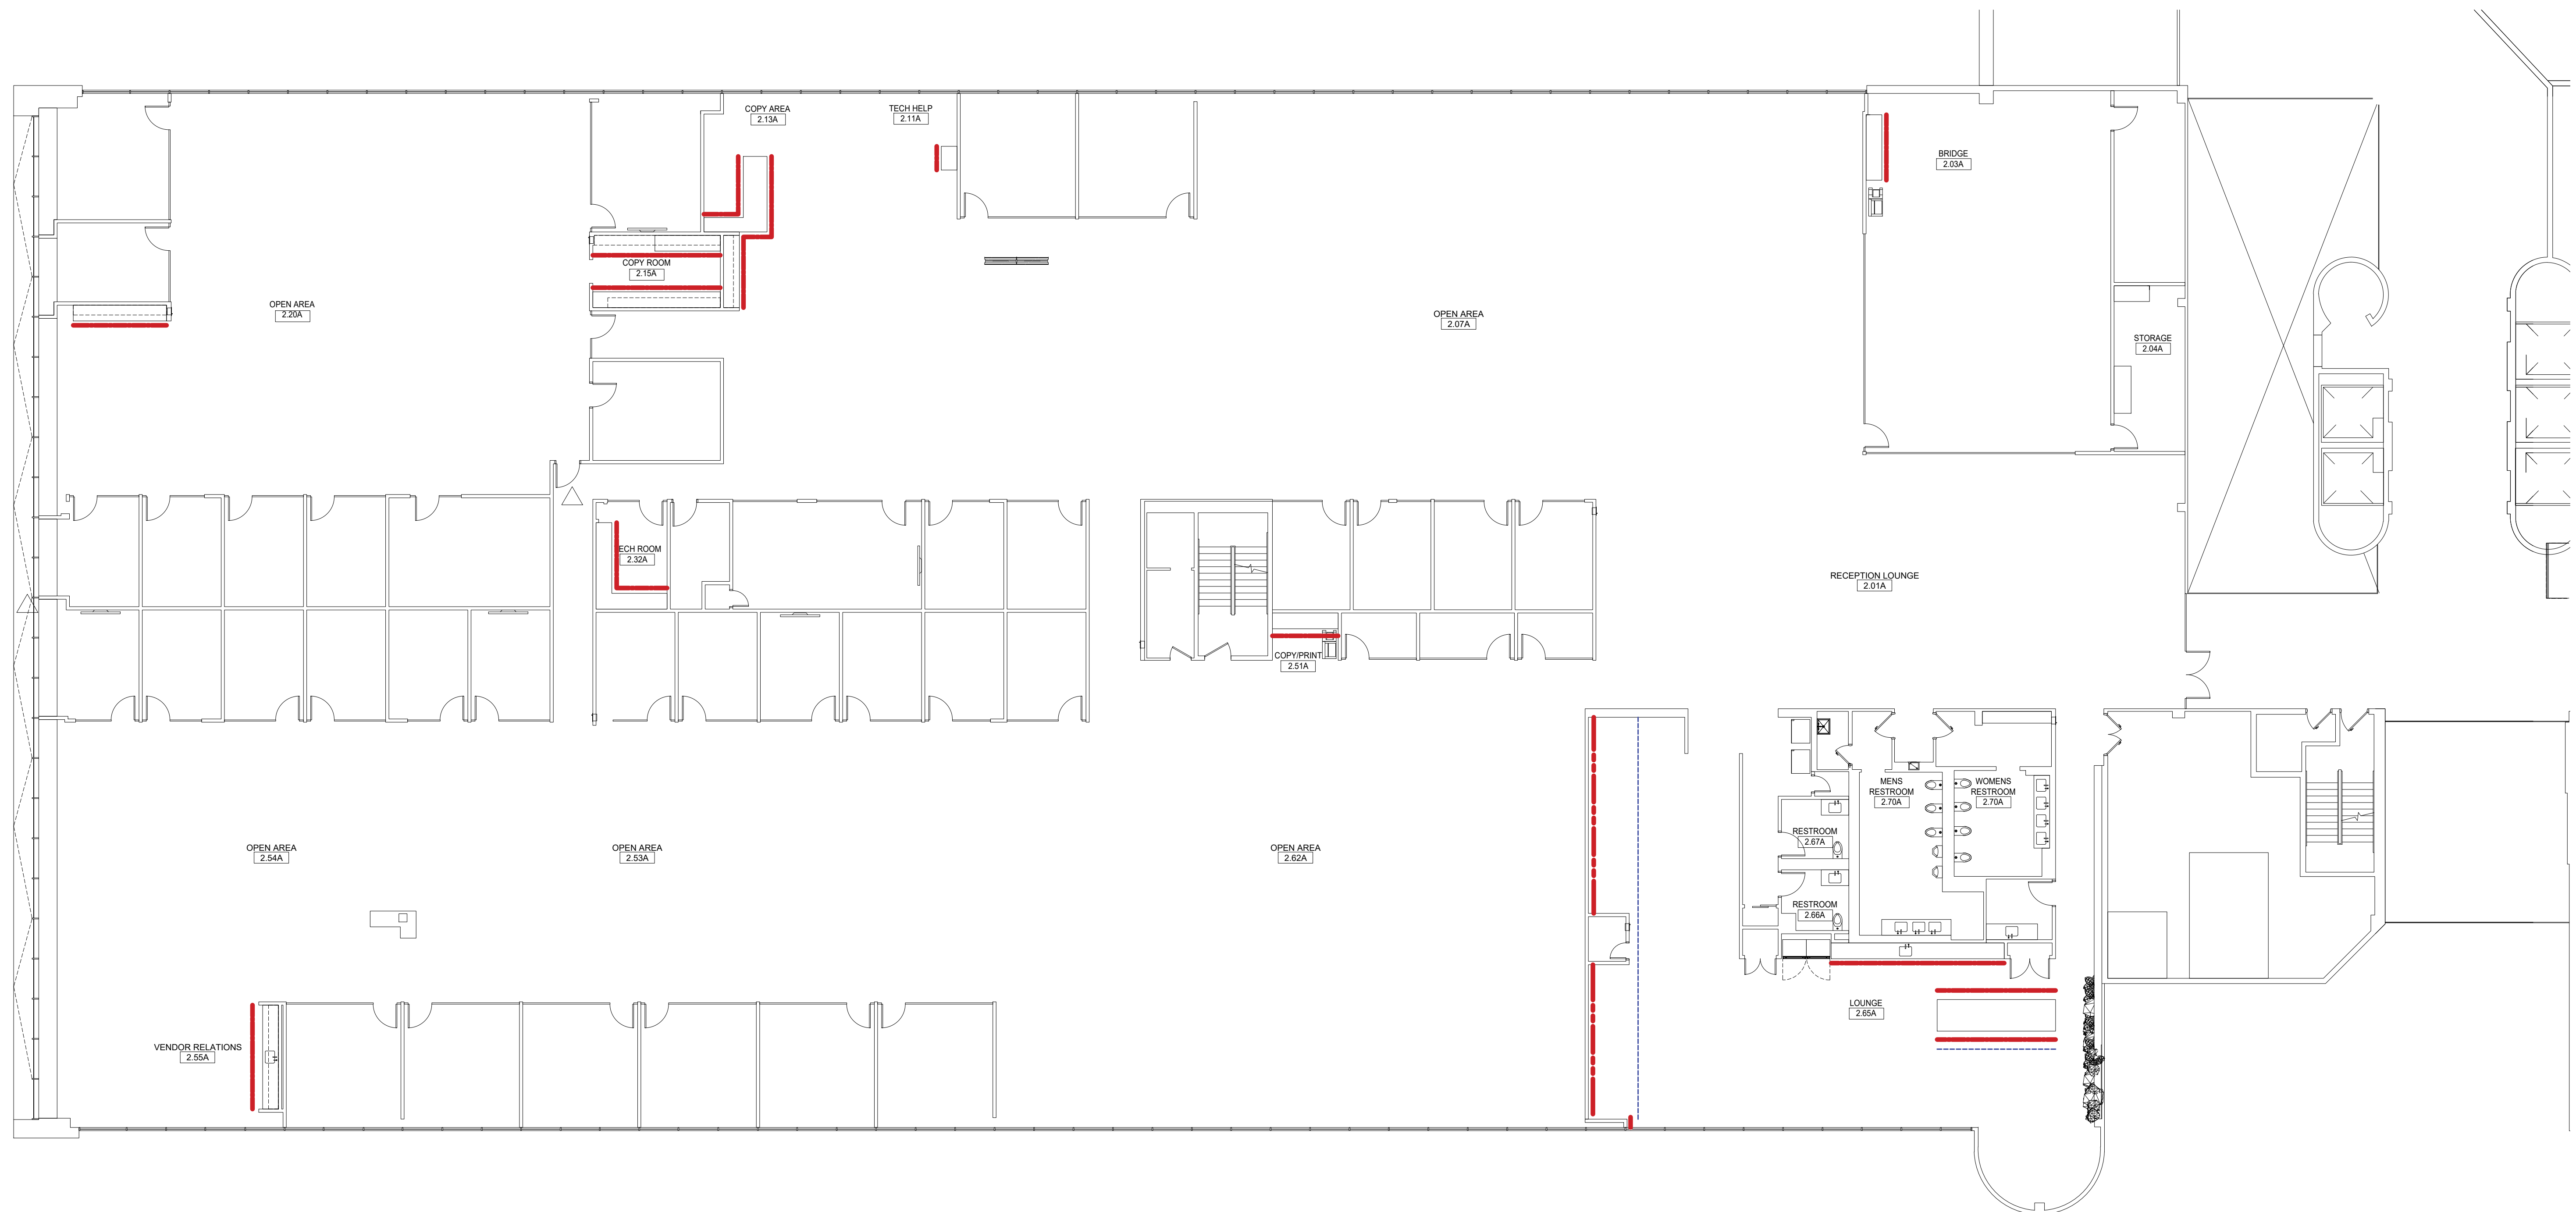 COPY AREA
2.13A
TECH HELP
2.11A
BRIDGE
2.03A
COPY ROOM
2.15A
OPEN AREA
2.20A
OPEN AREA
2.07A
STORAGE
2.04A
ECH ROOM
2.32A
RECEPTION LOUNGE
2.01A
COPY/PRINT
2.51A
MENS
RESTROOM
2.70A
WOMENS
RESTROOM
2.70A
RESTROOM
2.67A
OPEN AREA
2.54A
OPEN AREA
2.53A
OPEN AREA
2.62A
RESTROOM
2.66A
LOUNGE
2.65A
VENDOR RELATIONS
2.55A